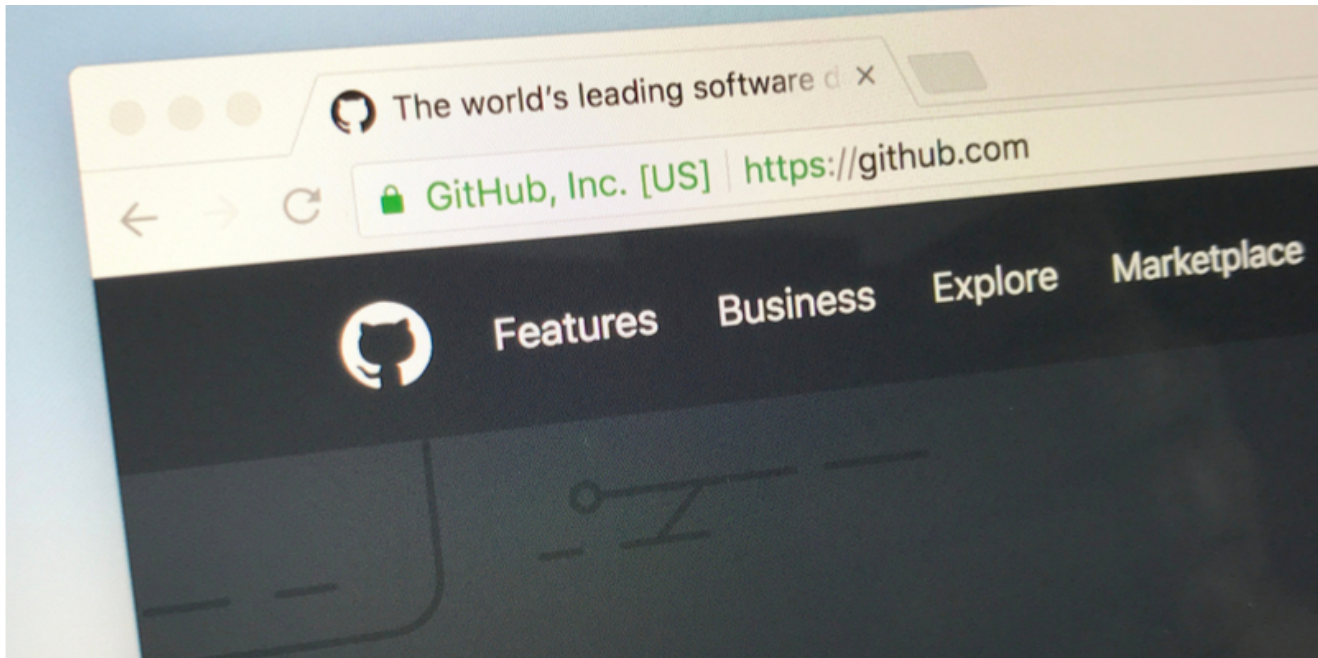 The world's leading software d
GitHub, Inc. [US] https://github.com
Features Business Explore Marketplace